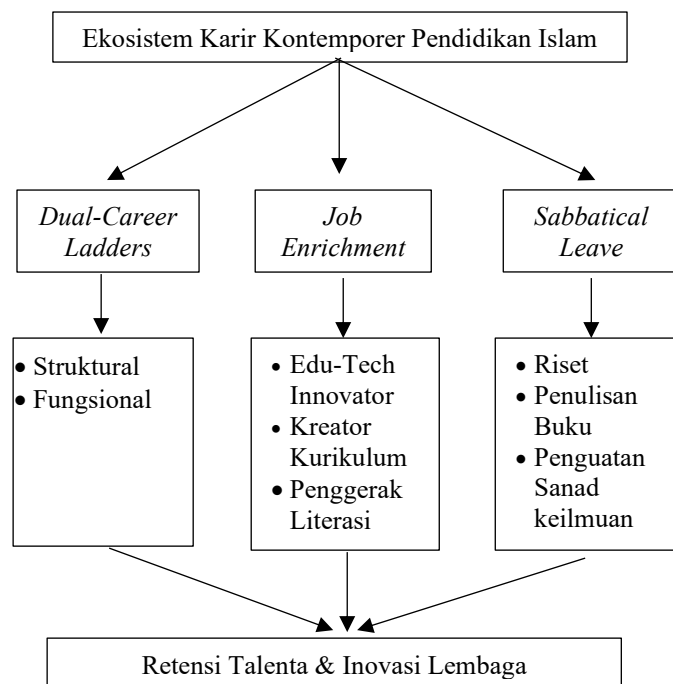 Ekosistem Karir Kontemporer Pendidikan Islam
Dual-Career
Ladders
Job
Enrichment
Sabbatical
Leave
• Struktural
• Fungsional
• Edu-Tech
Innovator
• Kreator
Kurikulum
• Penggerak
Literasi
• Riset
• Penulisan
Buku
• Penguatan
Sanad
keilmuan
Retensi Talenta & Inovasi Lembaga